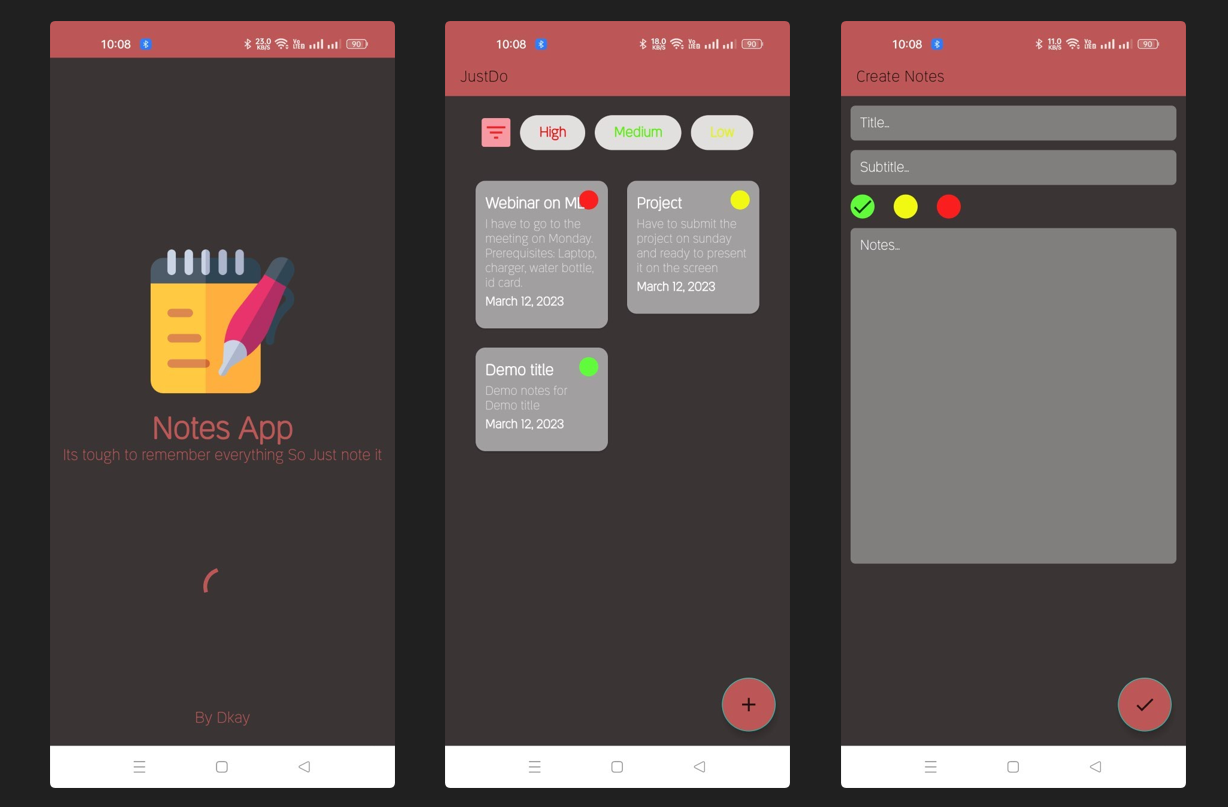 10:08
23.0
KB/S
Vo
LTE
90
Notes App
Its tough to remember everything So Just note it
By Dkay
10:08
18.0
KB/S
90
JustDo
High
Medium
Low
Webinar on
I have to go to the
meeting on Monday.
Prerequisites: Laptop,
charger, water bottle,
id card.
March 12, 2023
Project
Have to submit the
project on sunday
and ready to present
it on the screen
March 12, 2023
Demo title
Demo notes for
Demo title
March 12, 2023
10:08
11.0
KB/S
90
Create Notes
Title...
Subtitle...
Notes...